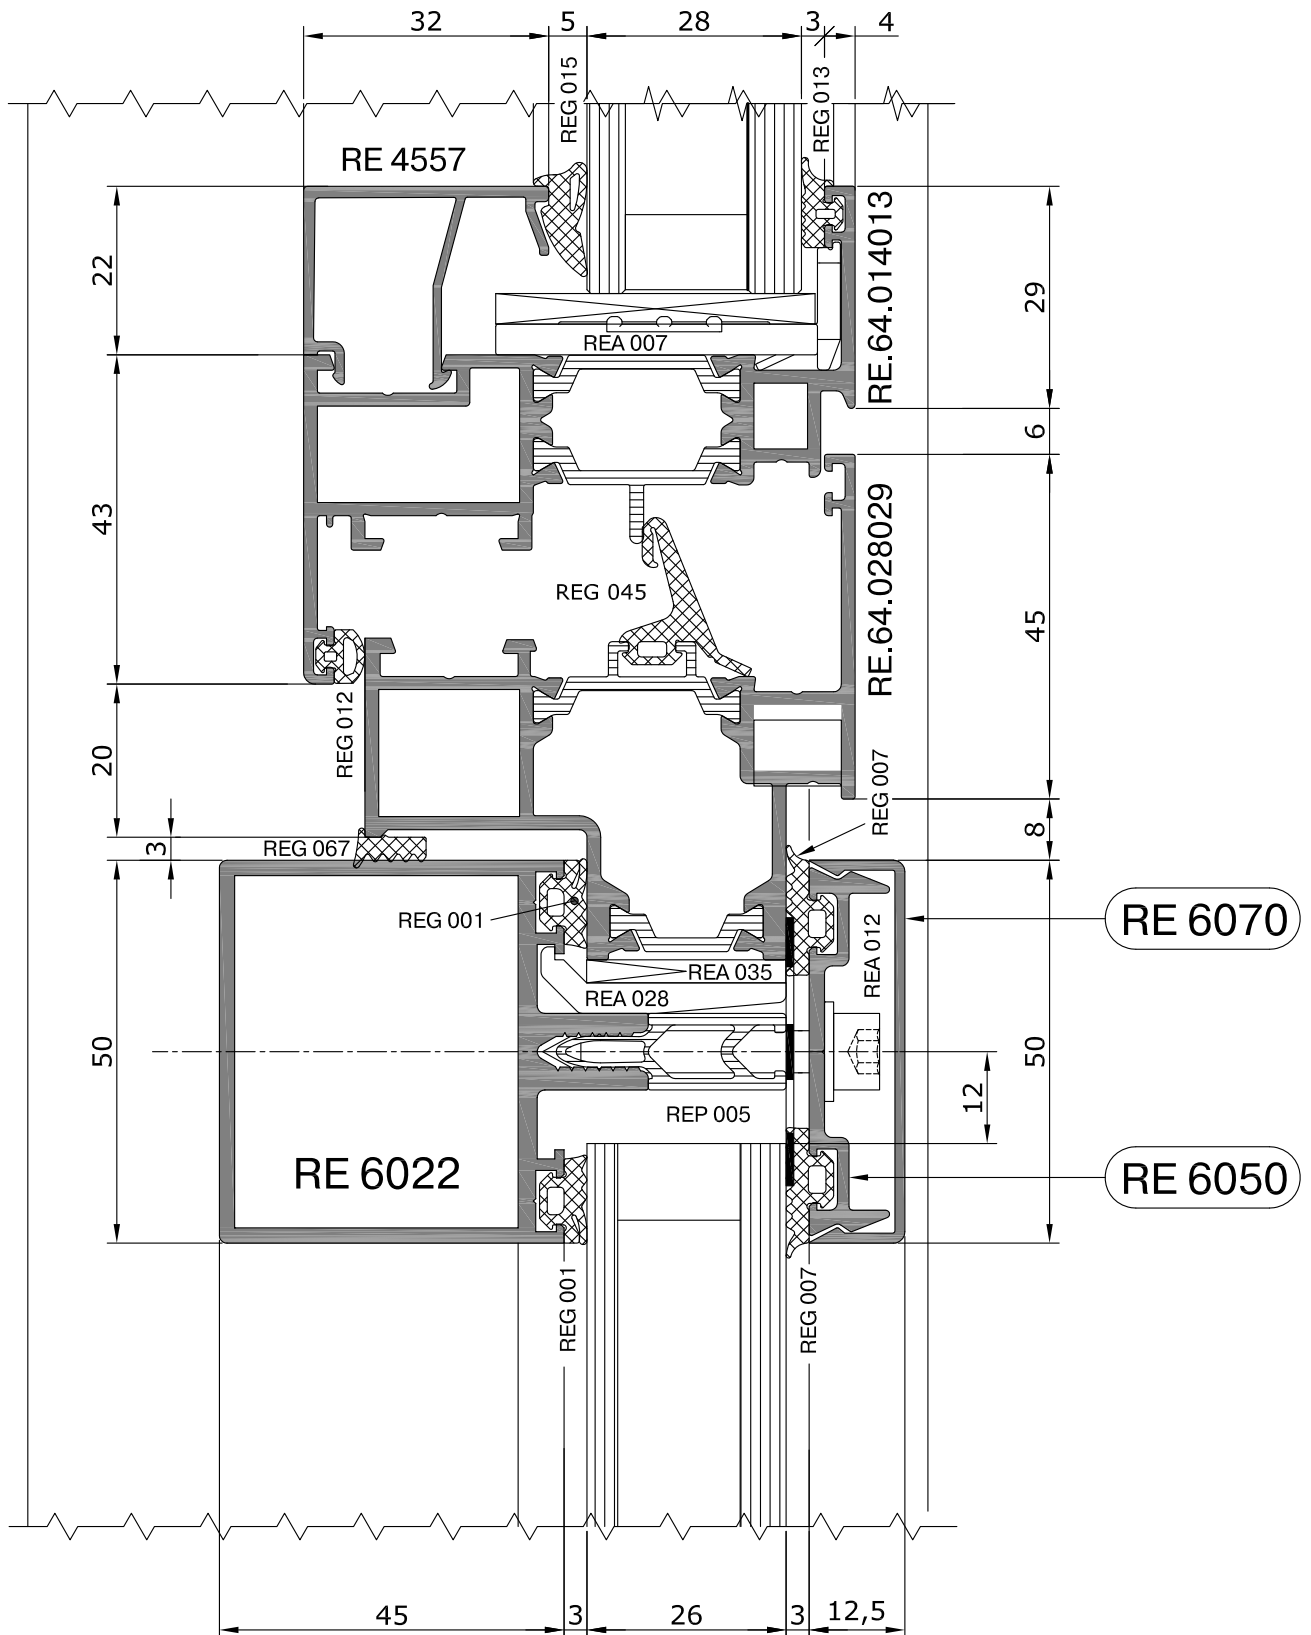 32
5
28
3
4
REG 015
REG 013
RE 4557
RE.64.014013
22
29
REA 007
6
43
RE.64.028029
REG 045
45
REG 012
20
REG 007
8
3
REG 067
REG 001
RE 6070
REA 012
REA 035
REA 028
50
50
12
REP 005
RE 6022
RE 6050
REG 001
REG 007
45
3
26
3
12,5